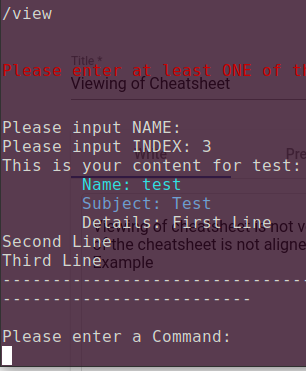 /view
Please enter at least ONE of th
Title *
Viewing of Cheatsheet
Please input NAME:
Please input INDEX: 3
Write
Pre
This is your content for test:
Name: test
Subject: Test
Details: First Line
Viewing of cheatsheet is not v
Second Line
of the cheatsheet is not aligne
Third Line
Example
-------------------------------
-------------------------
Please enter a Command: